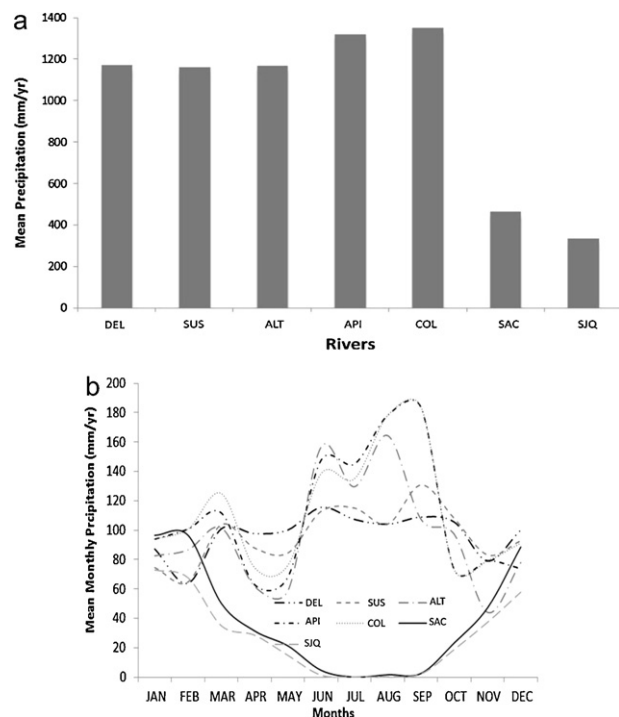 a
Mean Precipitation (mm/yr)
1400
1200
1000
800
600
400
200
0
DEL SUS ALT API COL SAC SJQ
Rivers
b
Mean Monthly Prcipitation (mm/yr)
200
180
160
140
120
100
80
60
40
20
0
DEL SUS ALT
API COL SAC
SJQ
JAN FEB MAR APR MAY JUN JUL AUG SEP OCT NOV DEC
Months